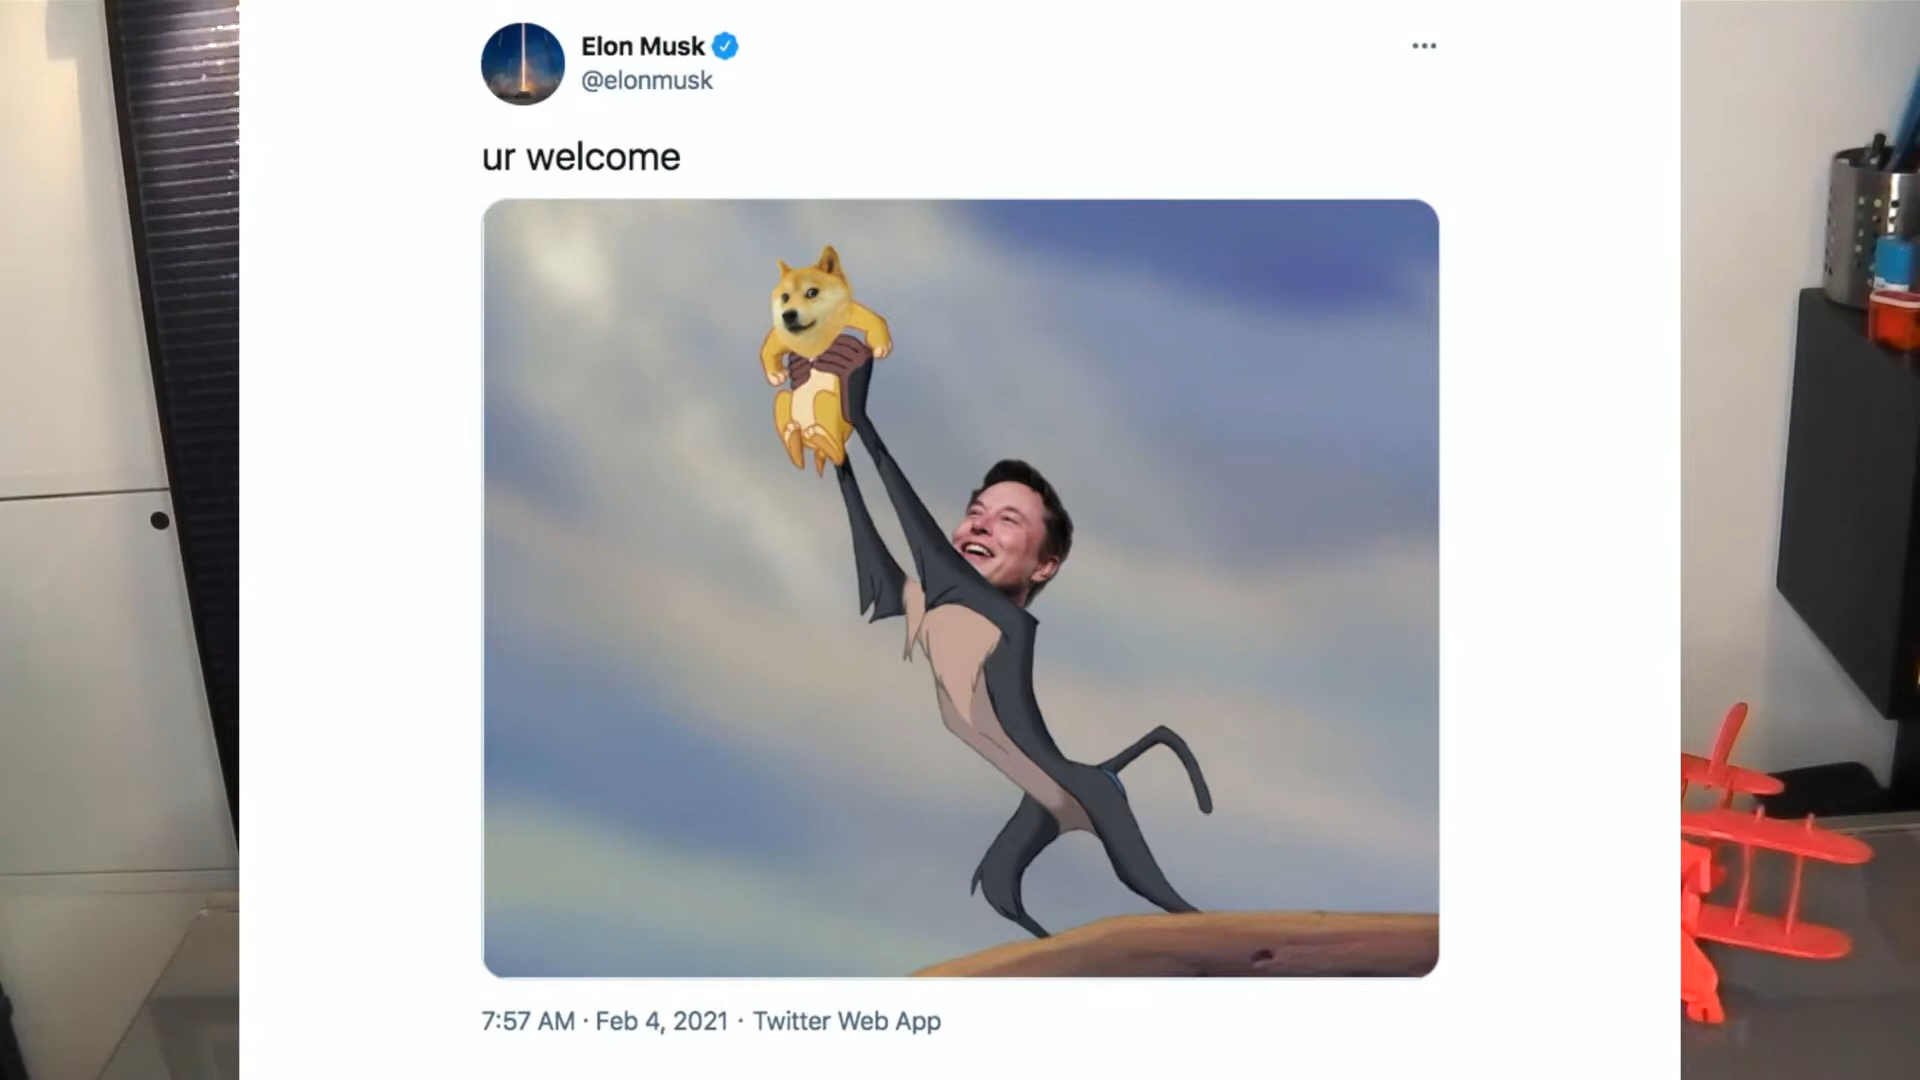 Elon Musk
@elonmusk
ur welcome
7:57 AM · Feb 4, 2021 · Twitter Web App